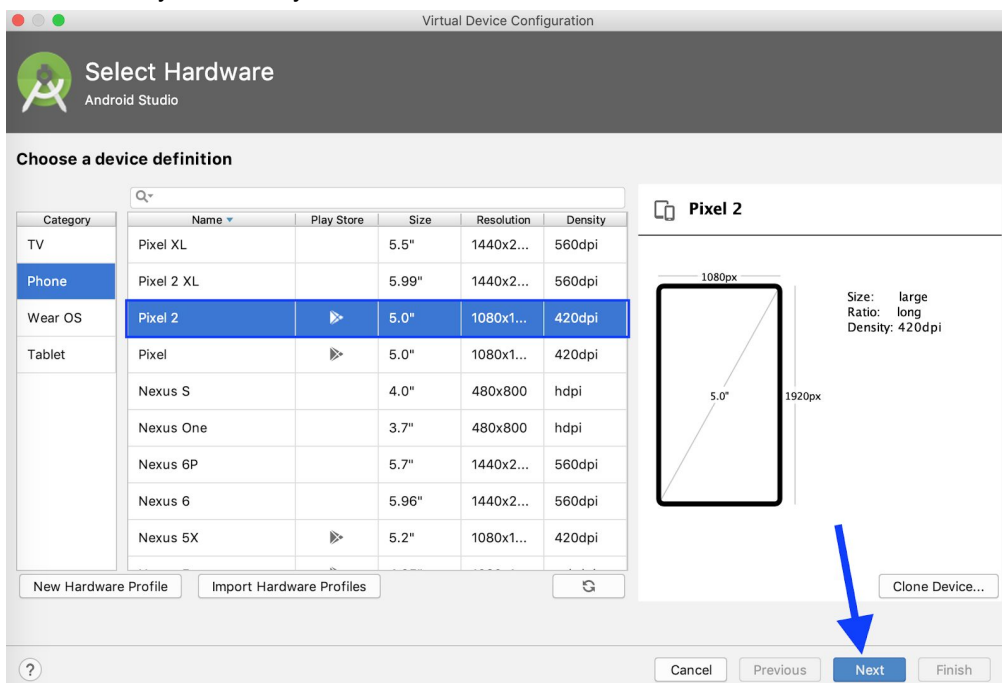 Virtual Device Configuration
Select Hardware
Android Studio
Choose a device definition
Category Name Play Store Size Resolution Density
TV
Phone
Wear OS
Tablet
Pixel XL 5.5" 1440x2... 560dpi
Pixel 2 XL 5.99" 1440x2... 560dpi
Pixel 2 5.0" 1080x1... 420dpi
Pixel 5.0" 1080x1... 420dpi
Nexus S 4.0" 480x800 hdpi
Nexus One 3.7" 480x800 hdpi
Nexus 6P 5.7" 1440x2... 560dpi
Nexus 6 5.96" 1440x2... 560dpi
Nexus 5X 5.2" 1080x1... 420dpi
New Hardware Profile Import Hardware Profiles
Pixel 2
1080px
5.0"
1920px
Size: large
Ratio: long
Density: 420dpi
Clone Device...
? Cancel Previous Next Finish